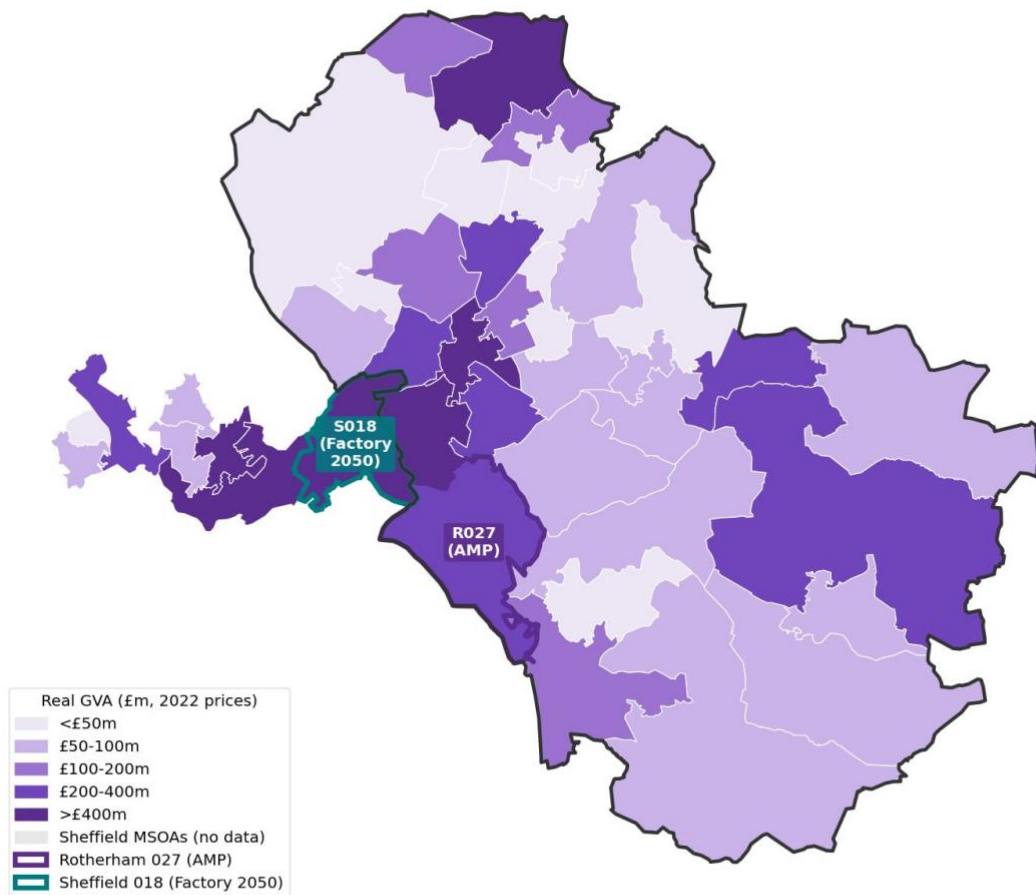 S018
(Factory
2050)
R027
(AMP)
Real GVA (£m, 2022 prices)
<£50m
£50-100m
£100-200m
£200-400m
>£400m
Sheffield MSOAs (no data)
Rotherham 027 (AMP)
Sheffield 018 (Factory 2050)